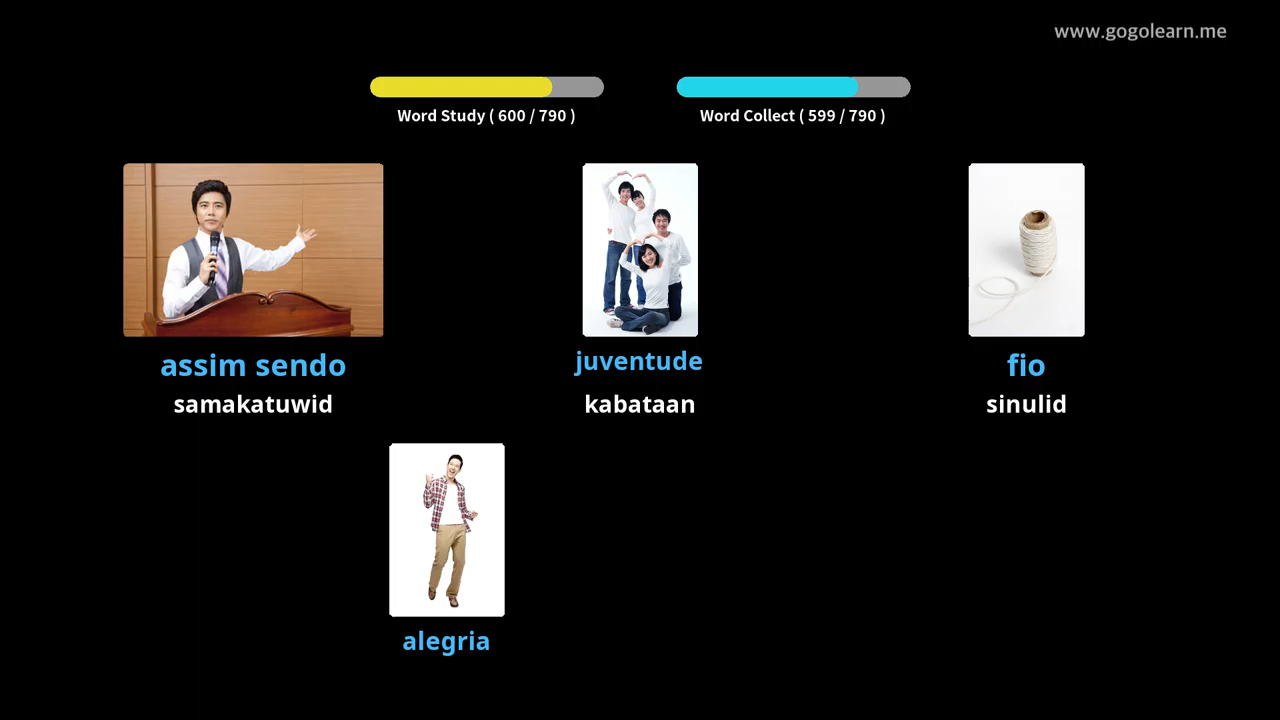 www.gogolearn.me
Word Study ( 600 / 790 )
Word Collect ( 599 / 790 )
assim sendo
juventude
fio
samakatuwid
kabataan
sinulid
alegria